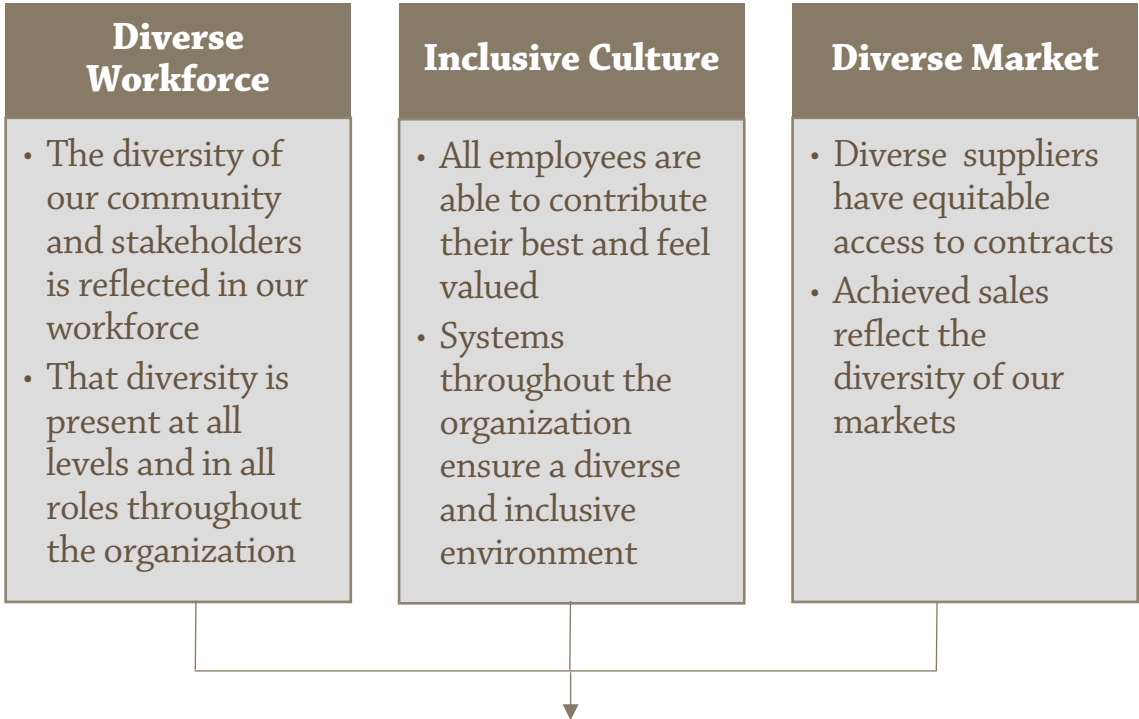 Diverse
Workforce
• The diversity of
our community
and stakeholders
is reflected in our
workforce
• That diversity is
present at all
levels and in all
roles throughout
the organization
Inclusive Culture
• All employees are
able to contribute
their best and feel
valued
• Systems
throughout the
organization
ensure a diverse
and inclusive
environment
Diverse Market
• Diverse  suppliers
have equitable
access to contracts
• Achieved sales
reflect the
diversity of our
markets